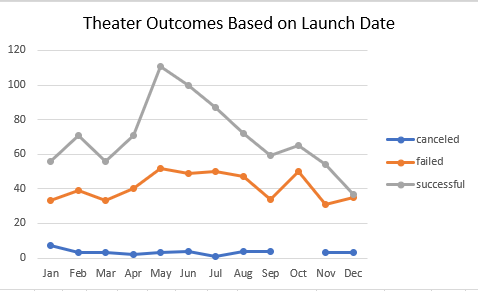 Theater Outcomes Based on Launch Date
120
100
80
60
40
20
0
Jan Feb Mar Apr May Jun Jul Aug Sep Oct Nov Dec
canceled
failed
successful